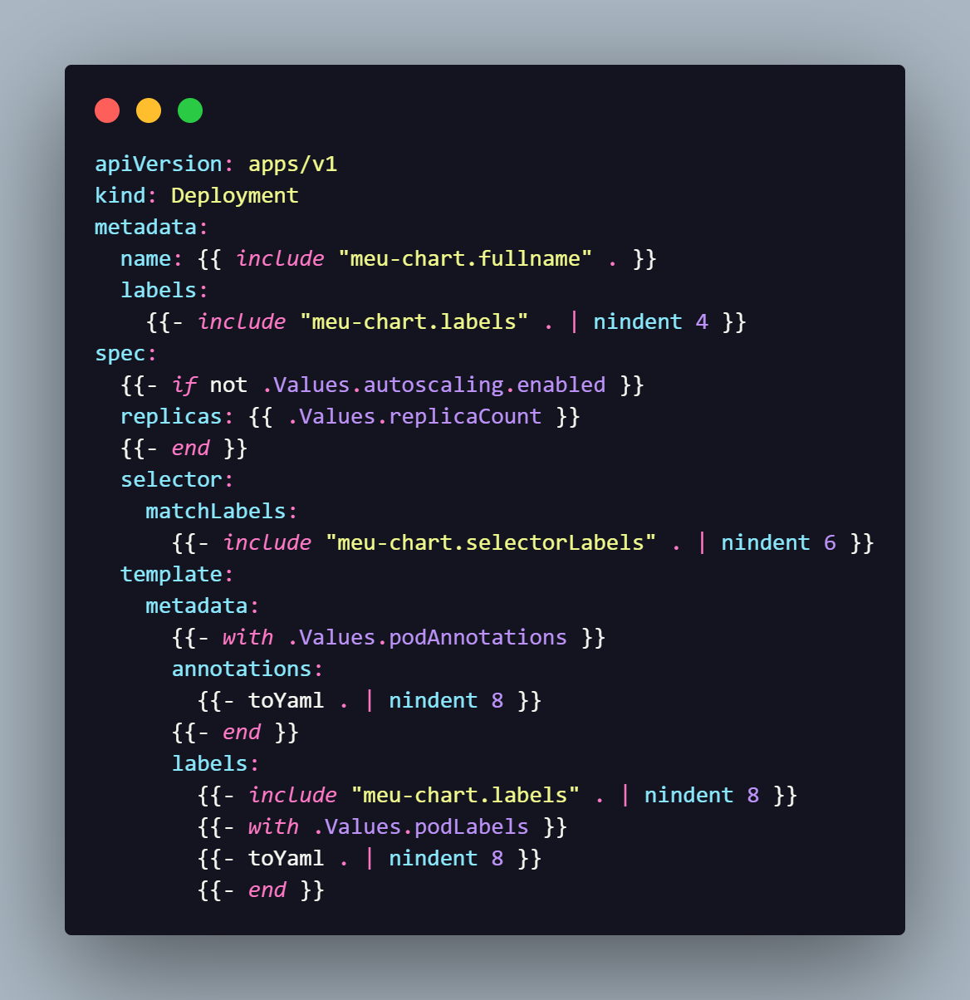 apiVersion: apps/v1
kind: Deployment
metadata:
  name: {{ include "meu-chart.fullname" . }}
  labels:
    {{- include "meu-chart.labels" . | nindent 4 }}
spec:
  {{- if not .Values.autoscaling.enabled }}
  replicas: {{ .Values.replicaCount }}
  {{- end }}
  selector:
    matchLabels:
      {{- include "meu-chart.selectorLabels" . | nindent 6 }}
  template:
    metadata:
      {{- with .Values.podAnnotations }}
      annotations:
        {{- toYaml . | nindent 8 }}
      {{- end }}
      labels:
        {{- include "meu-chart.labels" . | nindent 8 }}
        {{- with .Values.podLabels }}
        {{- toYaml . | nindent 8 }}
        {{- end }}